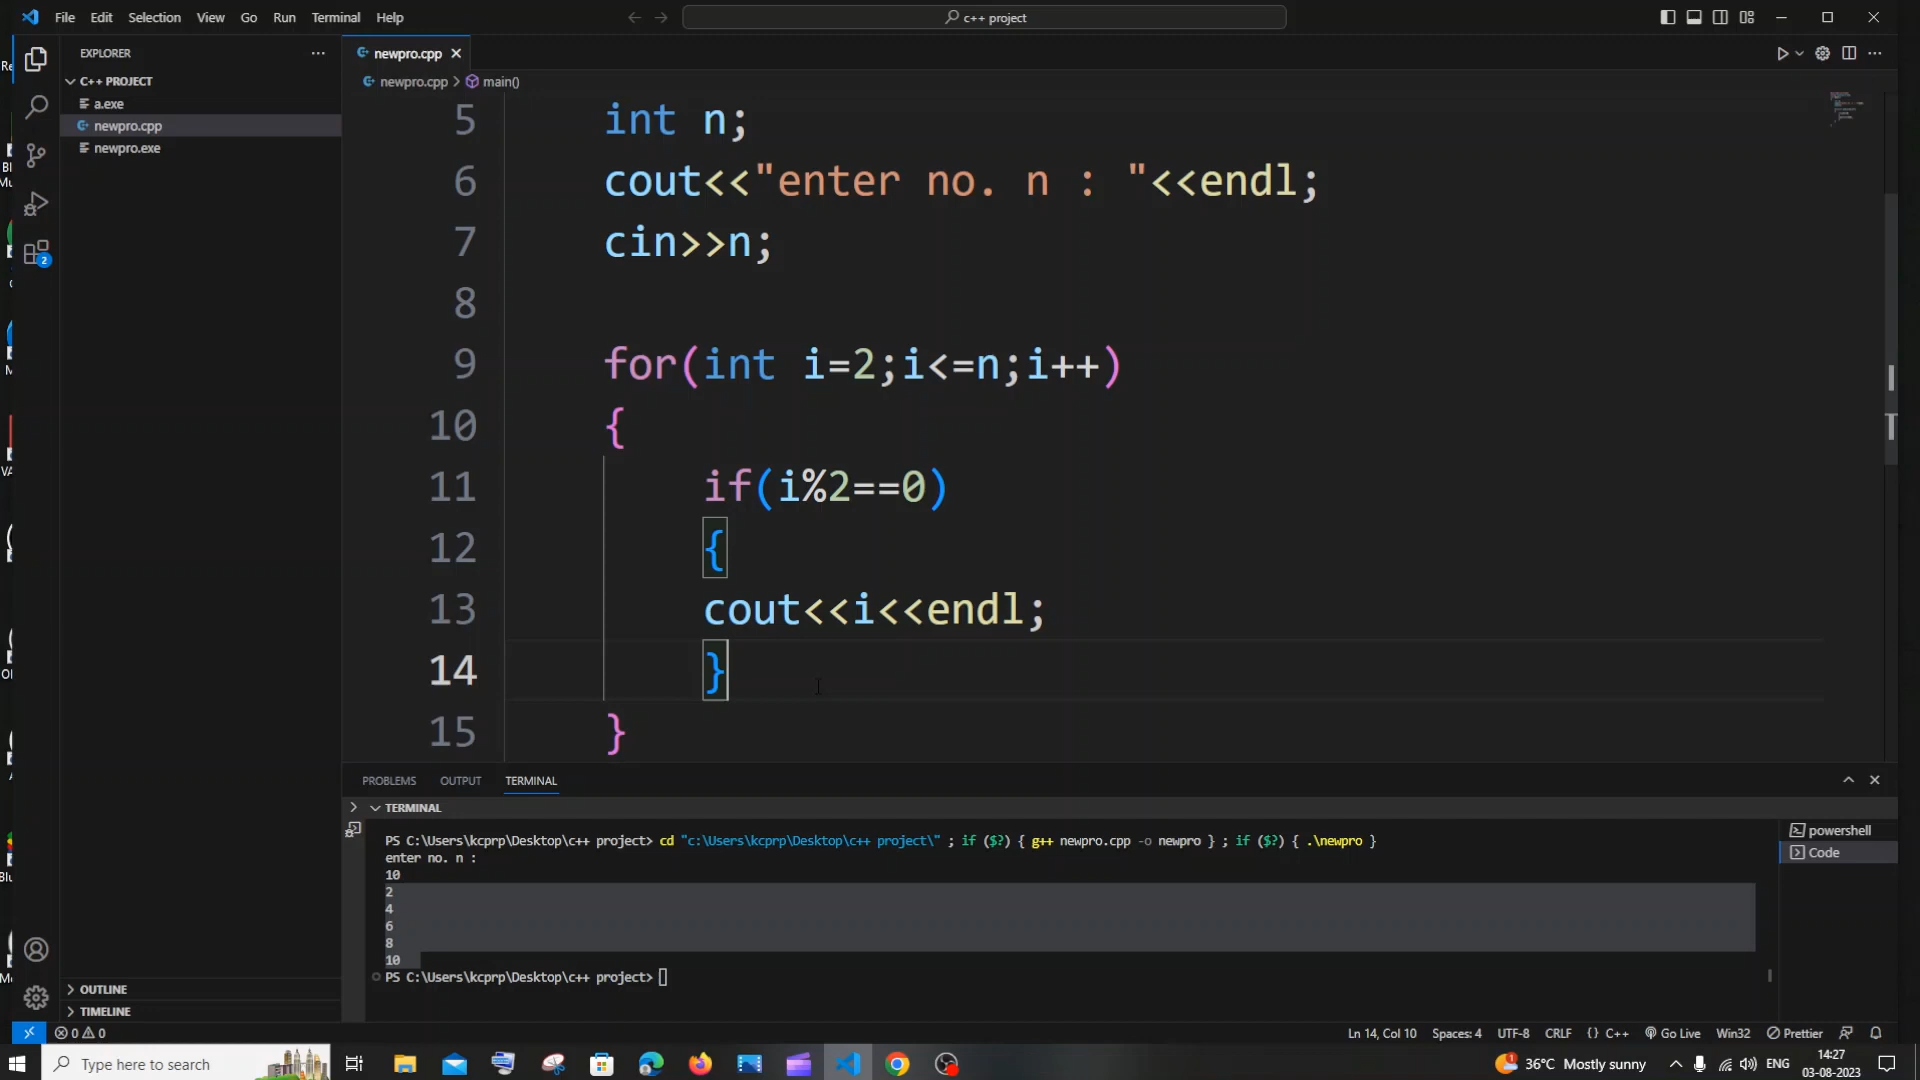 File Edit Selection View Go Run Terminal Help
c++ project
EXPLORER
C++ PROJECT
a.exe
newpro.cpp
newpro.exe
OUTLINE
TIMELINE
newpro.cpp
newpro.cpp > main()
5 int n;
6 cout<<"enter no. n : "<<endl;
7 cin>>n;
8
9 for(int i=2;i<=n;i++)
10 {
11 if(i%2==0)
12 {
13 cout<<i<<endl;
14 }
15 }
PROBLEMS OUTPUT TERMINAL
TERMINAL
PS C:\Users\kcprp\Desktop\c++ project> cd "c:\Users\kcprp\Desktop\c++ project\" ; if ($?) { g++ newpro.cpp -o newpro } ; if ($?) { .\newpro }
enter no. n :
10
2
4
6
8
10
PS C:\Users\kcprp\Desktop\c++ project>
powershell
Code
2
0 0
Ln 14, Col 10 Spaces: 4 UTF-8 CRLF {} C++ Go Live Win32 Prettier
Type here to search
1 36°C Mostly sunny ENG
14:27
03-08-2023